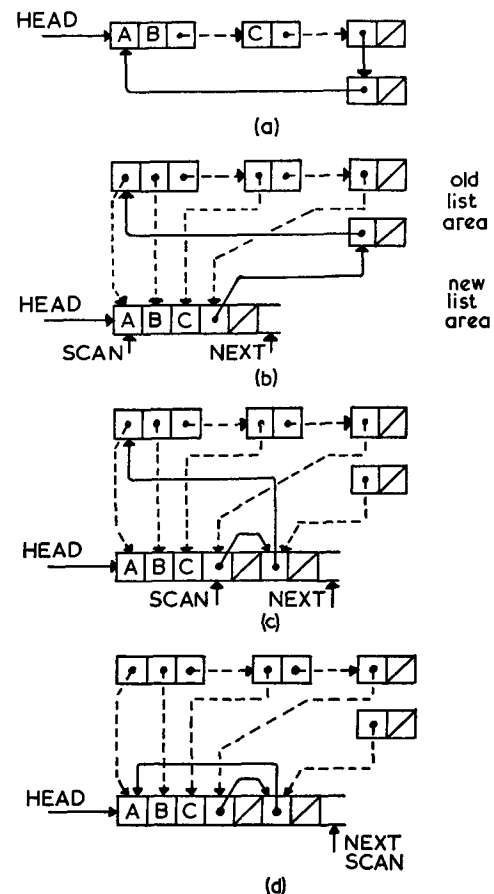 HEAD
A B C
(a)
old
list
area
HEAD
A B C
new
list
area
SCAN NEXT
(b)
HEAD
A B C
SCAN NEXT
(c)
HEAD
A B C
NEXT
SCAN
(d)